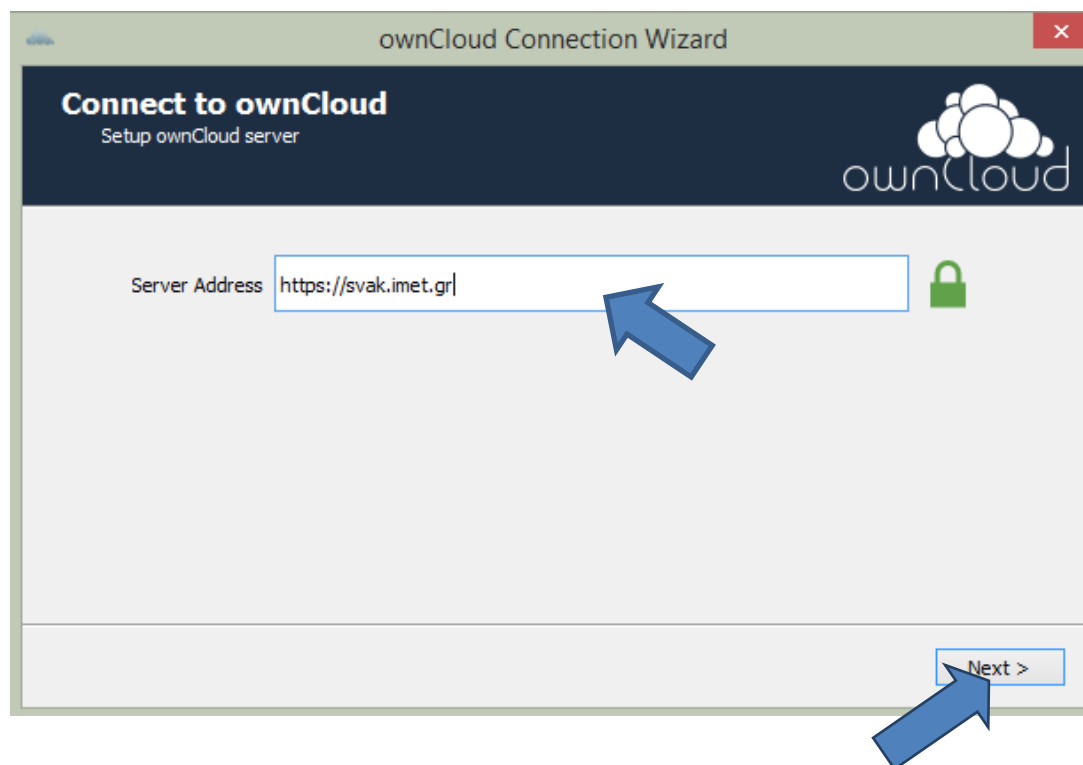 ownCloud Connection Wizard
Connect to ownCloud
Setup ownCloud server
ownCloud
Server Address https://svak.imet.gr
Next >